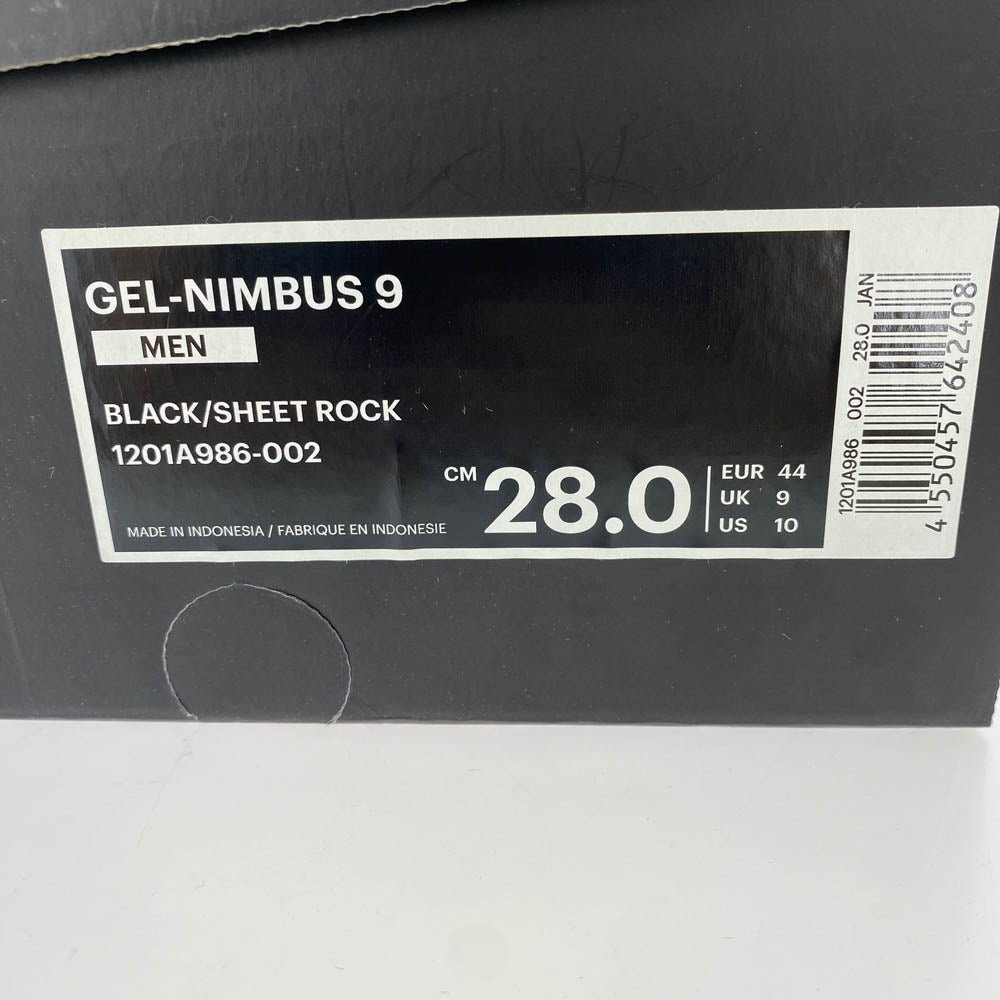 GEL-NIMBUS 9
MEN
BLACK/SHEET ROCK
1201A986-002
CM 28.0
EUR 44
UK 9
US 10
MADE IN INDONESIA / FABRIQUE EN INDONESIE
1201A986 002 28.0 JAN
4 550457 642408